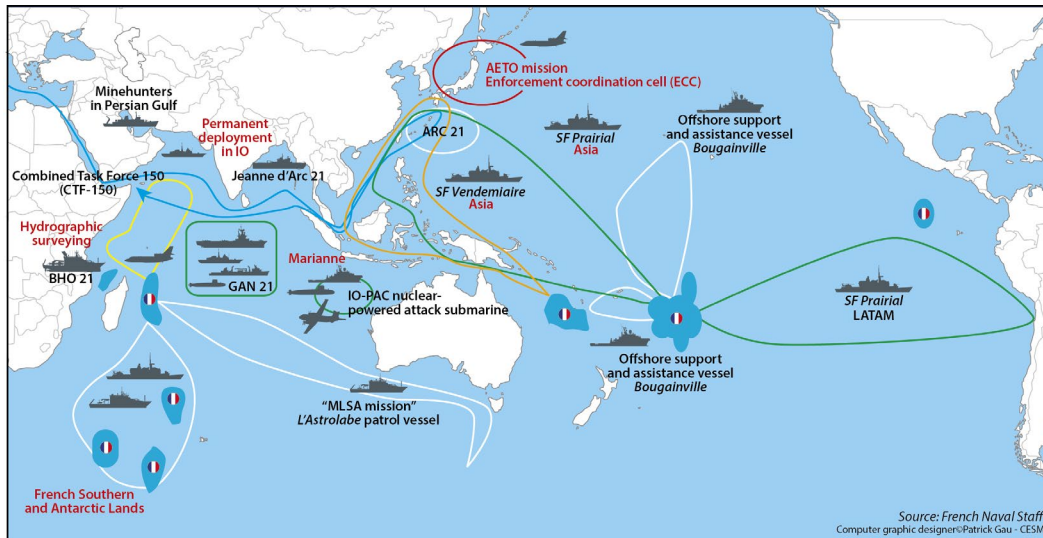 AETO mission
Enforcement coordination cell (ECC)
Minehunters
in Persian Gulf
Permanent
deployment
in IO
Offshore support
and assistance vessel
Bougainville
SF Prairial
Asia
ARC 21
Combined Task Force 150
(CTF-150)
Jeanne d’Arc 21
SF Vendemiaire
Asia
Hydrographic
surveying
BHO 21
GAN 21
Marianne
IO-PAC nuclear-
powered attack submarine
SF Prairial
LATAM
Offshore support
and assistance vessel
Bougainville
“MLSA mission”
L’Astrolabe patrol vessel
French Southern
and Antarctic Lands
Source: French Naval Staff
Computer graphic designer©Patrick Gau - CESM